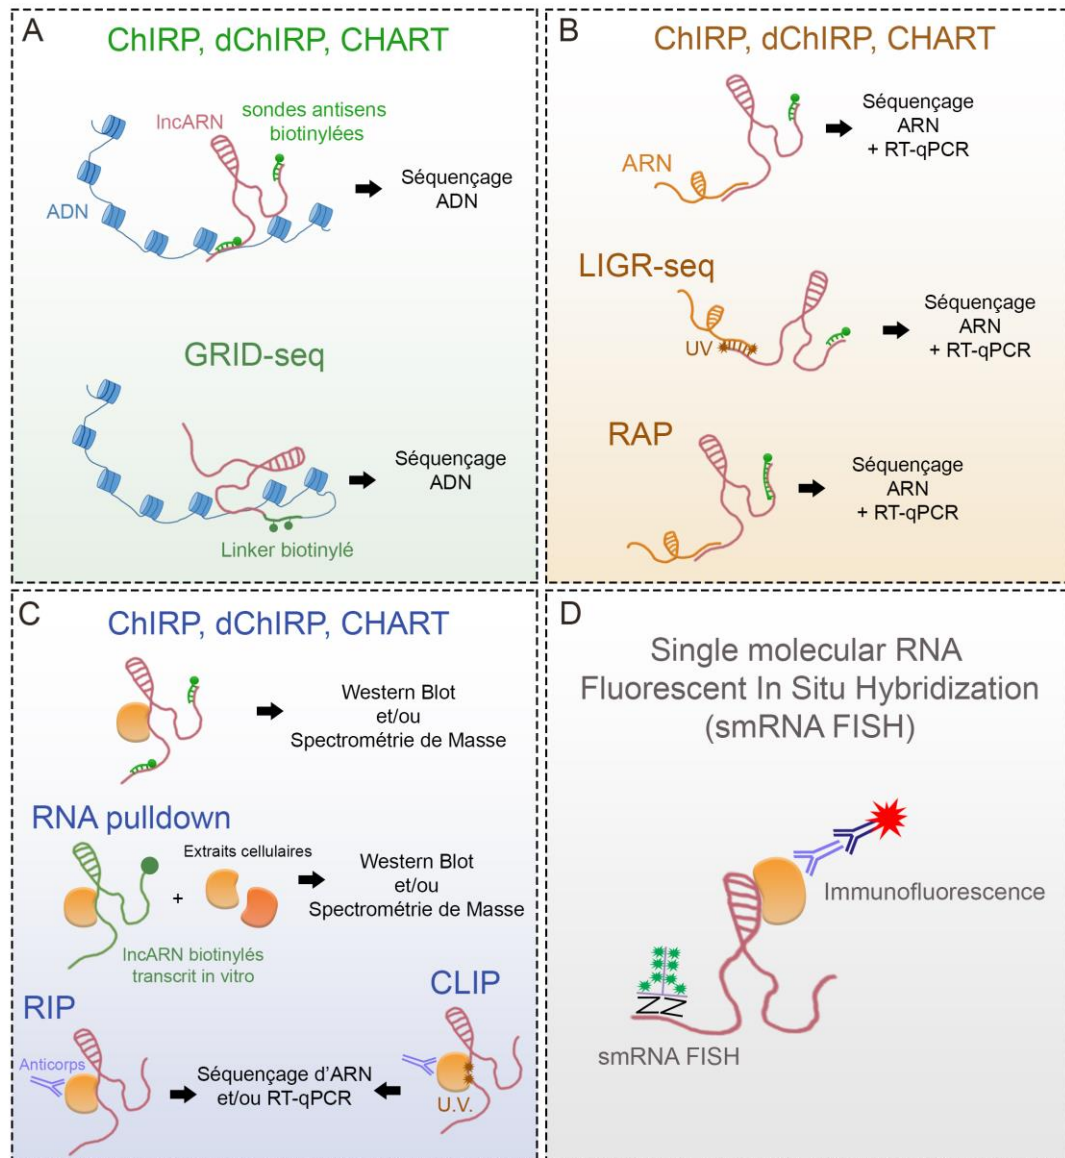 A
ChIRP, dChIRP, CHART
lncARN
sondes antisens
biotinylées
ADN
Séquençage
ADN
GRID-seq
Séquençage
ADN
Linker biotinylé
B
ChIRP, dChIRP, CHART
ARN
Séquençage
ARN
+ RT-qPCR
LIGR-seq
UV
Séquençage
ARN
+ RT-qPCR
RAP
Séquençage
ARN
+ RT-qPCR
C
ChIRP, dChIRP, CHART
Western Blot
et/ou
Spectrométrie de Masse
RNA pulldown
Extraits cellulaires
+
Western Blot
et/ou
Spectrométrie de Masse
lncARN biotinylés
transcrit in vitro
RIP
Anticorps
Séquençage d'ARN
et/ou RT-qPCR
CLIP
U.V.
D
Single molecular RNA
Fluorescent In Situ Hybridization
(smRNA FISH)
Immunofluorescence
smRNA FISH